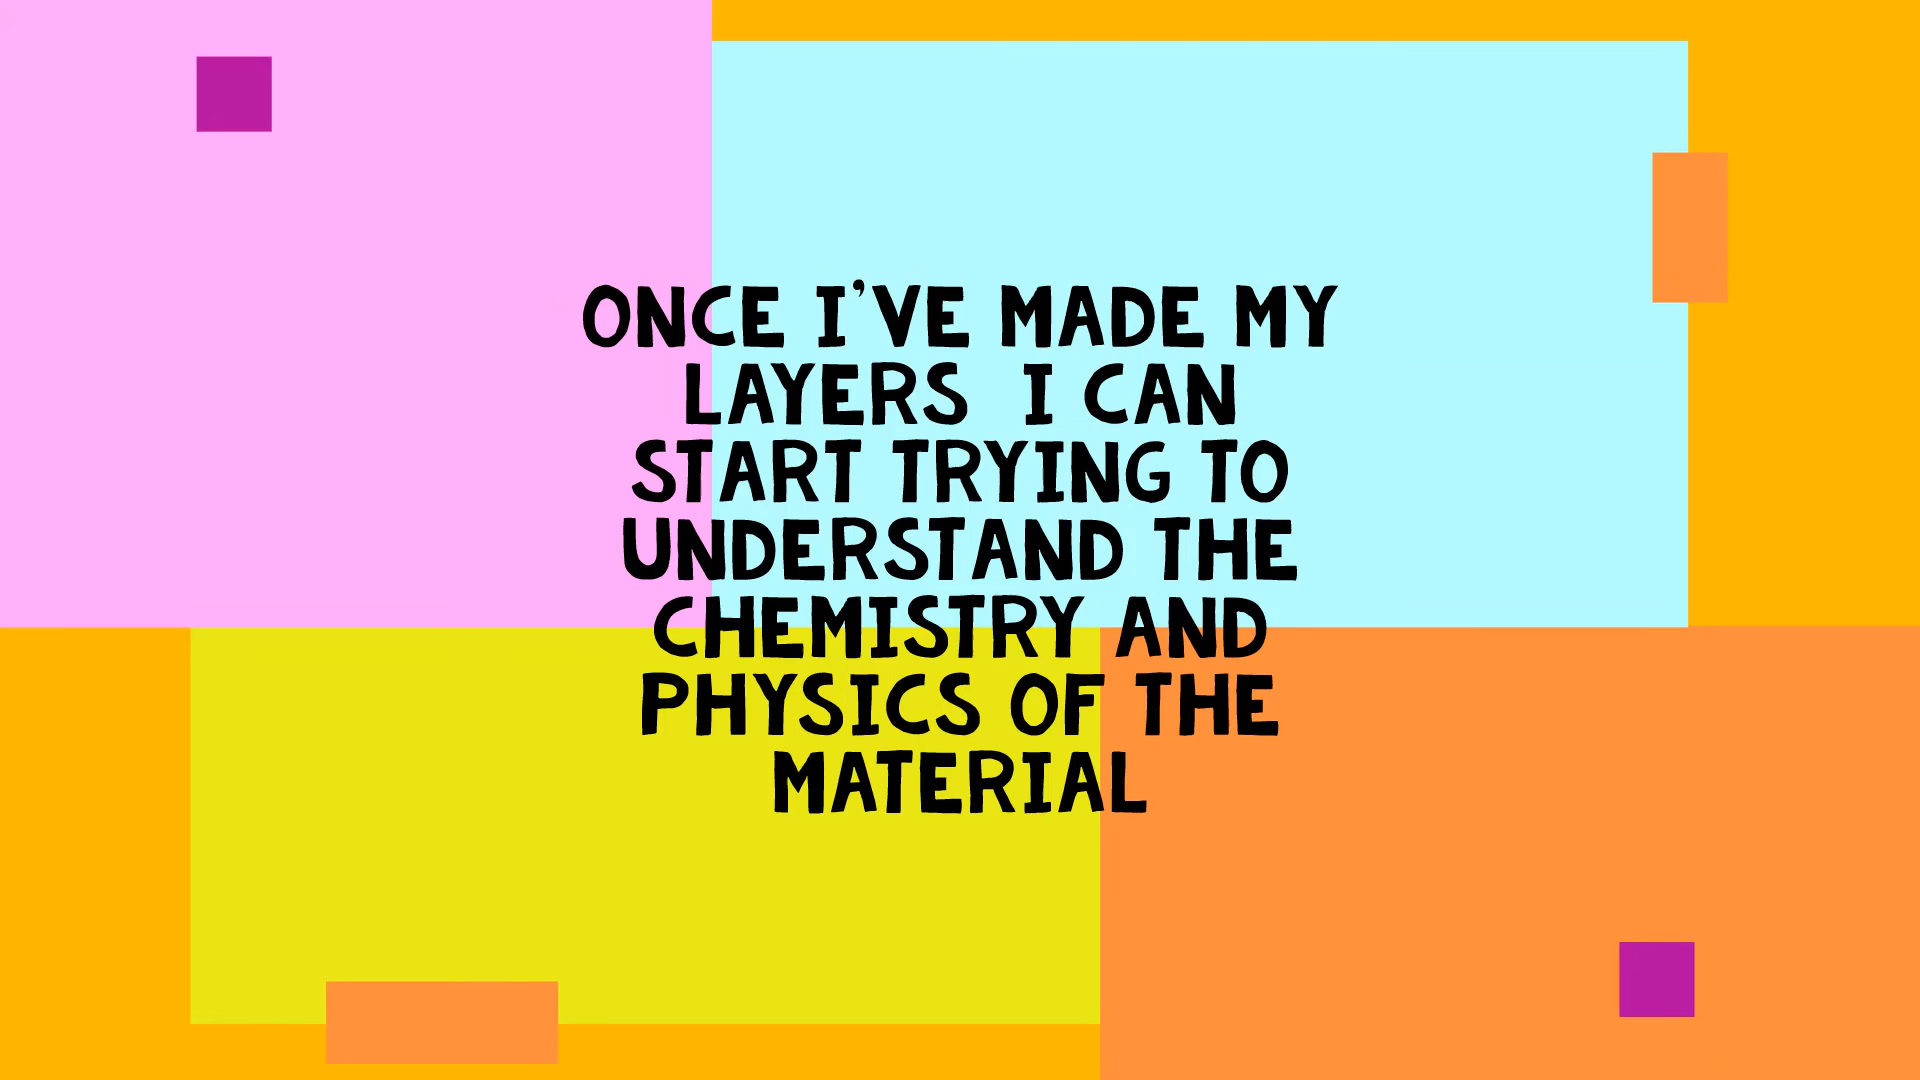 ONCE I'VE MADE MY
LAYERS  I CAN
START TRYING TO
UNDERSTAND THE
CHEMISTRY AND
PHYSICS OF THE
MATERIAL